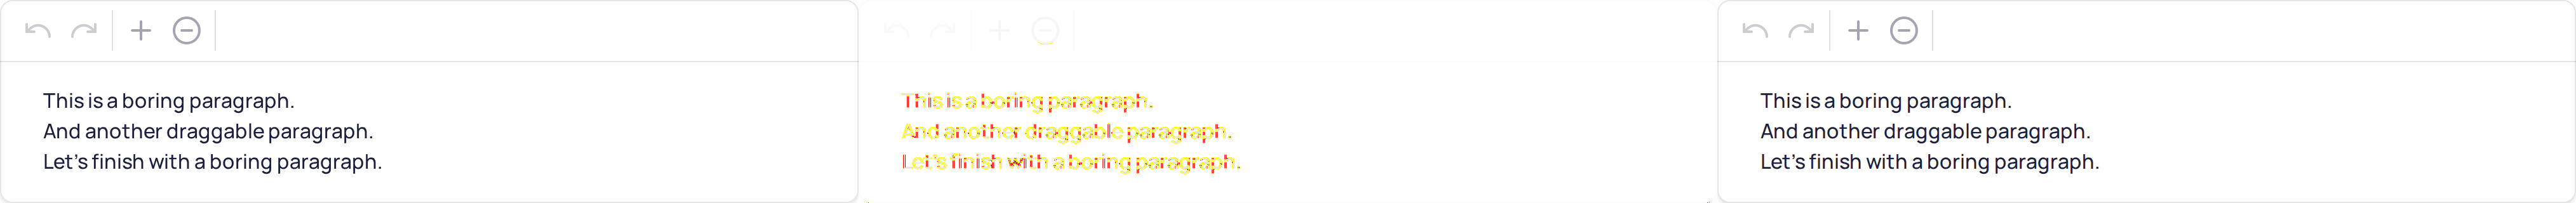 This is a boring paragraph.
And another draggable paragraph.
Let's finish with a boring paragraph.
This is a boring paragraph.
And another draggable paragraph.
Let's finish with a boring paragraph.
This is a boring paragraph.
And another draggable paragraph.
Let's finish with a boring paragraph.